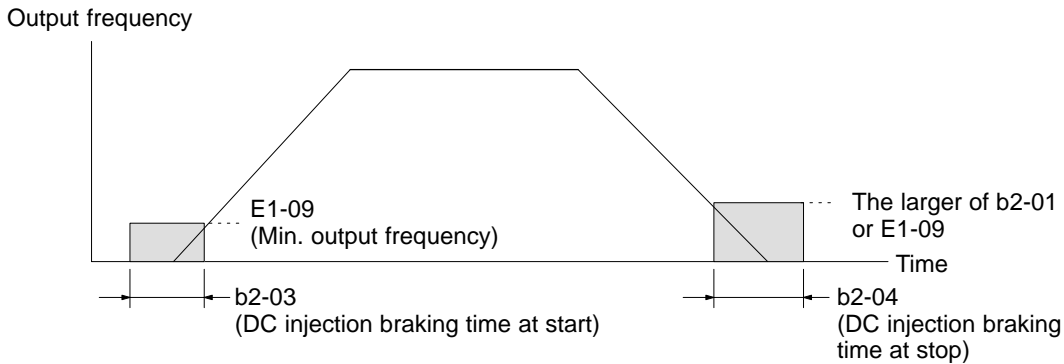 Output frequency
E1-09
(Min. output frequency)
The larger of b2-01
or E1-09
Time
b2-03
(DC injection braking time at start)
b2-04
(DC injection braking
time at stop)